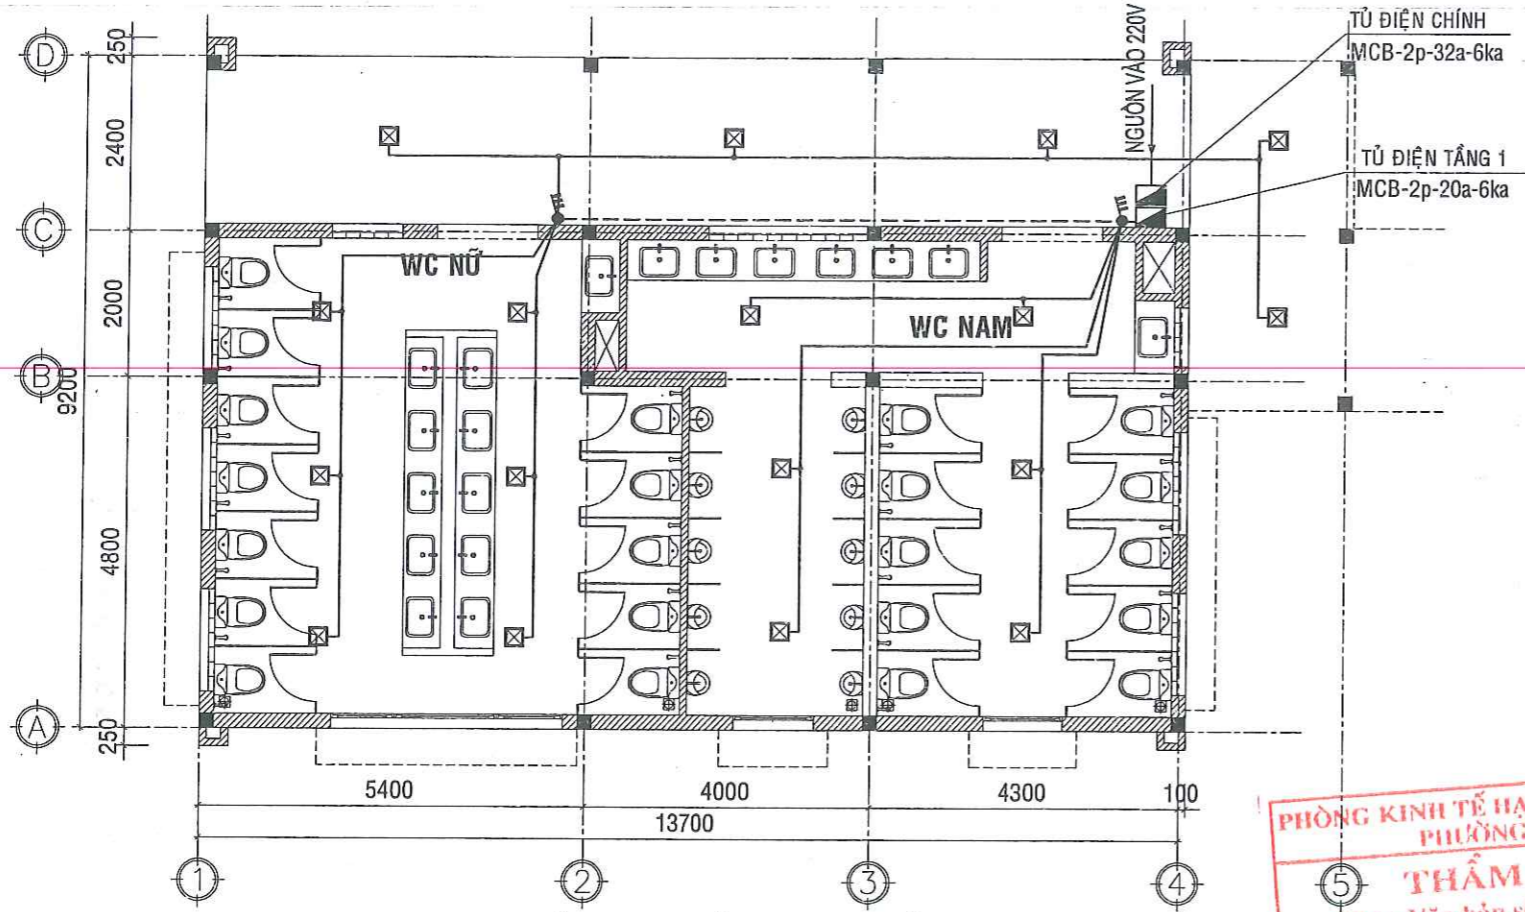 TỦ ĐIỆN CHÍNH
MCB-2p-32a-6ka
NGUỒN VÀO 220V
TỦ ĐIỆN TẦNG 1
MCB-2p-20a-6ka
D
C
B
A
250
2400
2000
9200
4800
250
WC NỮ
WC NAM
5400
4000
4300
100
13700
1
2
3
4
5
PHÒNG KINH TẾ HẠ
PHƯỜNG
THẨM